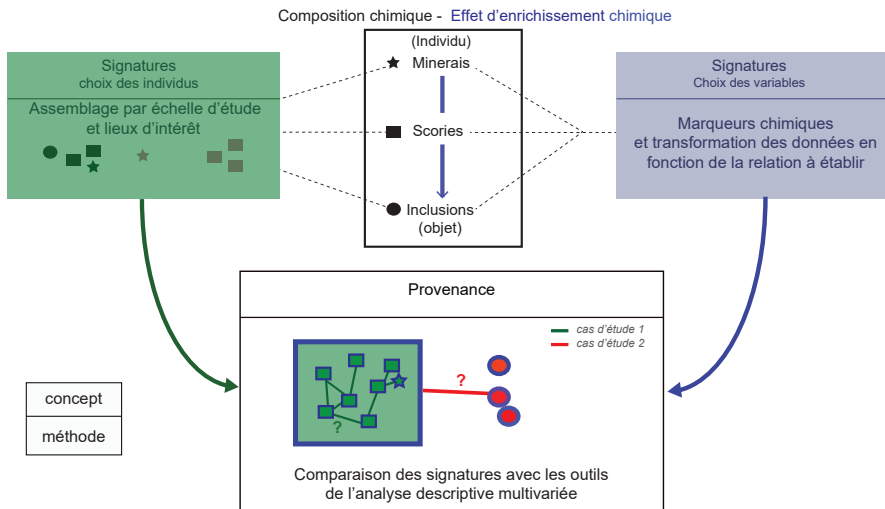 Composition chimique - Effet d'enrichissement chimique
Signatures
choix des individus
Assemblage par échelle d'étude
et lieux d'intérêt
(Individu)
Minerais
Scories
Inclusions
(objet)
Signatures
Choix des variables
Marqueurs chimiques
et transformation des données en
fonction de la relation à établir
Provenance
cas d'étude 1
cas d'étude 2
?
?
Comparaison des signatures avec les outils
de l'analyse descriptive multivariée
concept
méthode